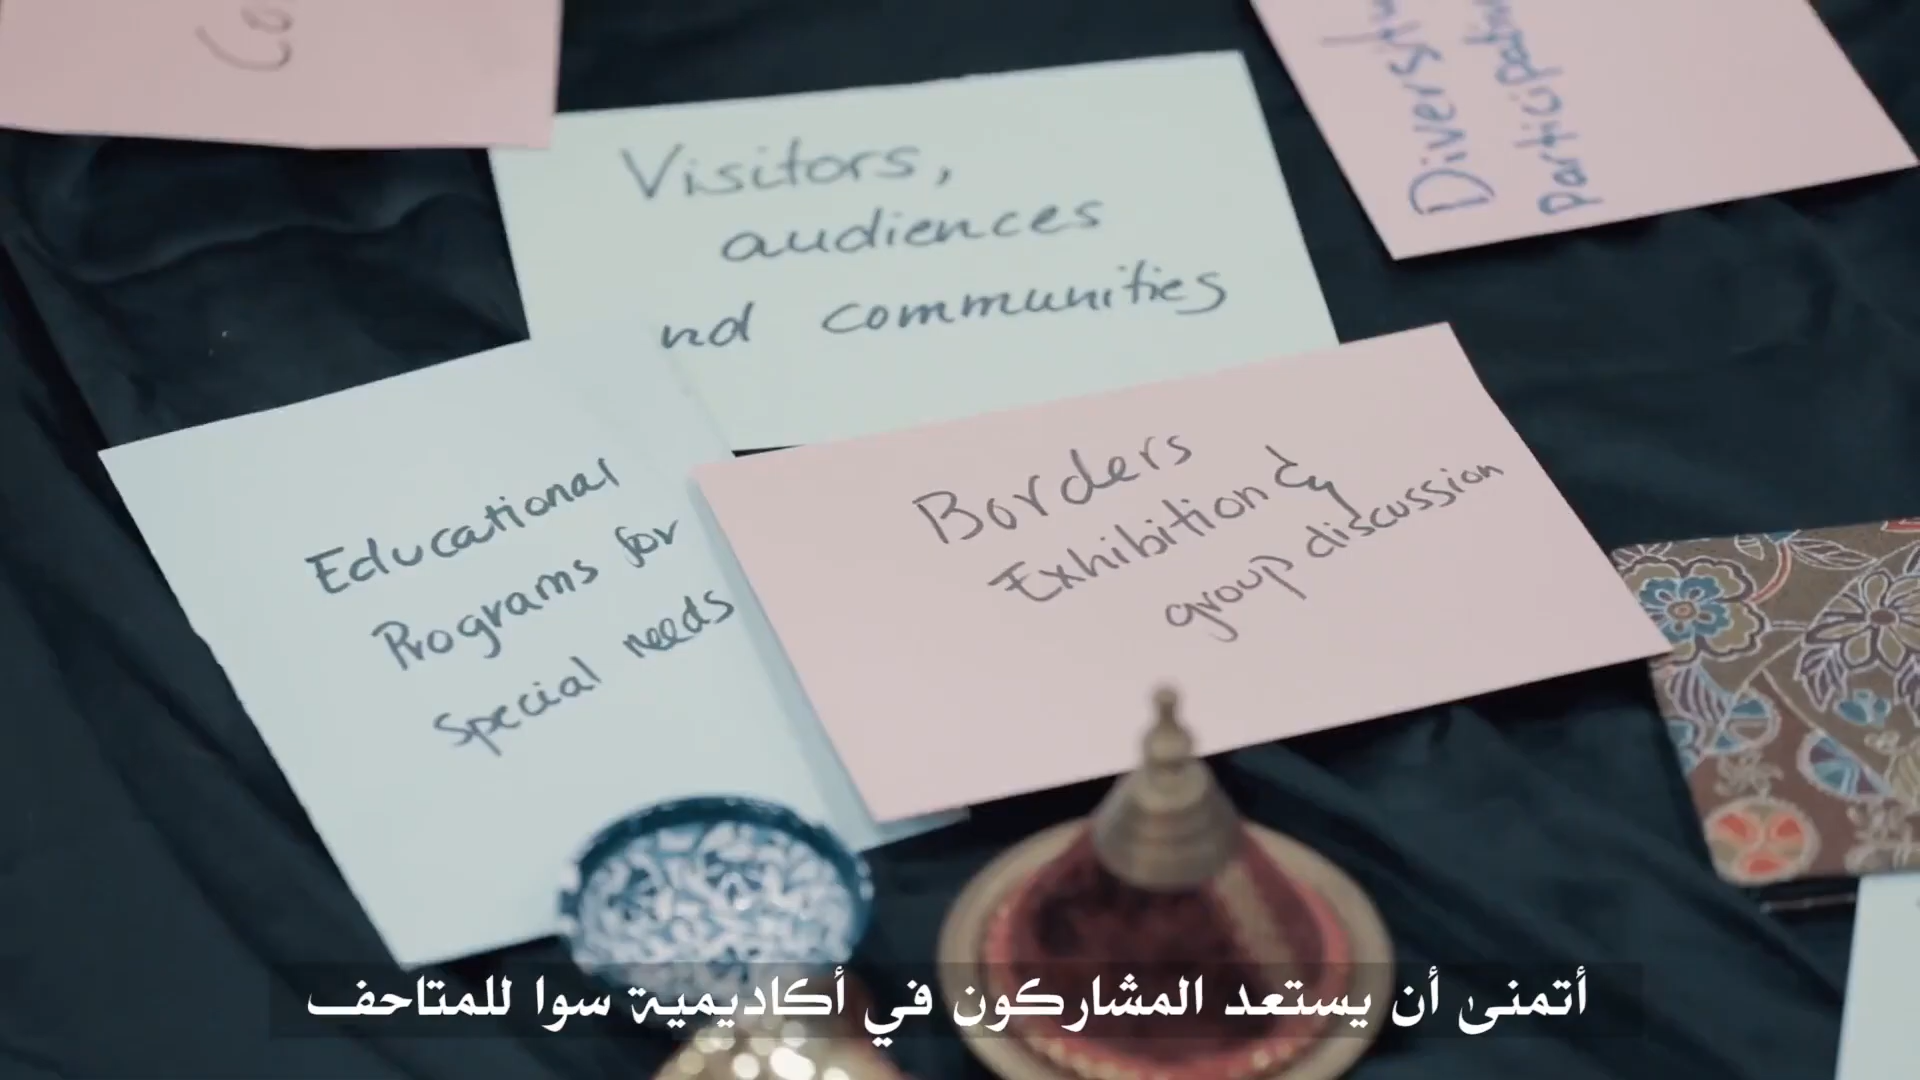 Visitors,
audiences
nd communities
Educational
Programs for
special needs
Borders
Exhibition &
group discussion
أتمنى أن يستعد المشاركون في أكاديمية سوا للمتاحف